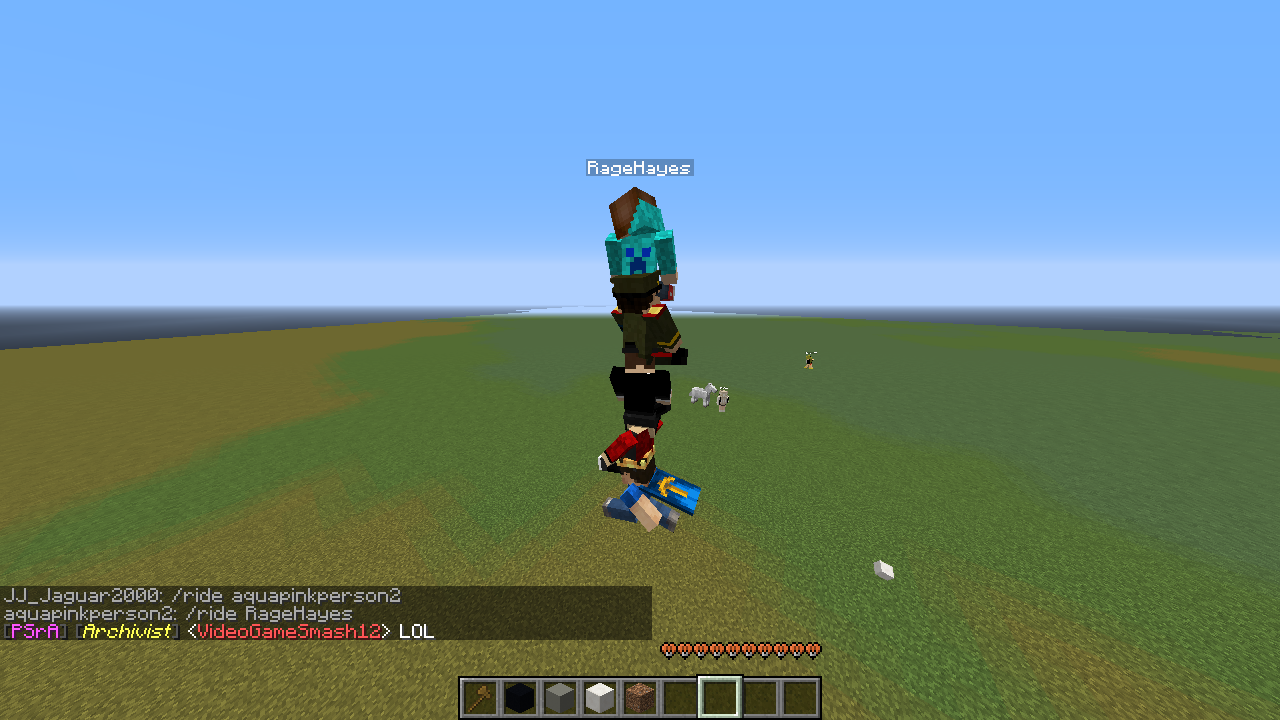 RageHayes
JJ_Jaguar2000: /ride aquapinkperson2
aquapinkperson2: /ride RageHayes
[PSrA] [Archivist] <VideoGameSmash12> LOL